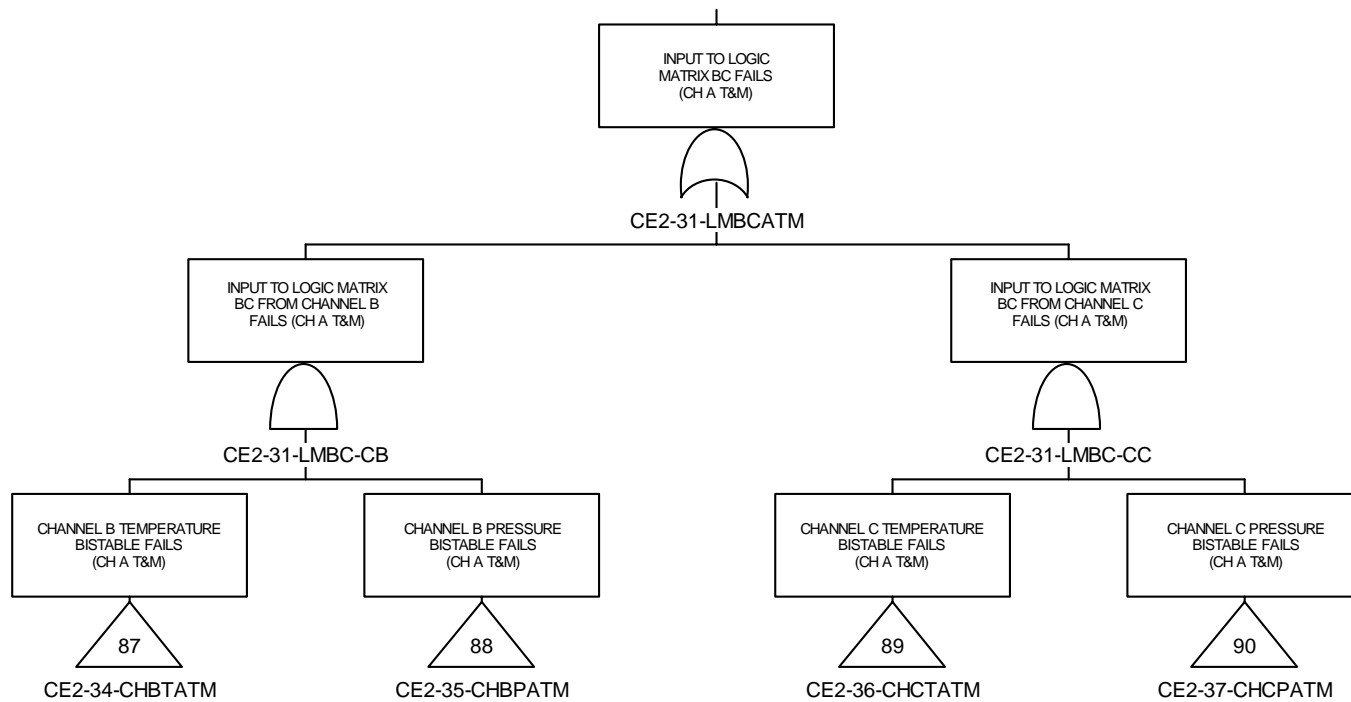 INPUT TO LOGIC
MATRIX BC FAILS
(CH A T&M)
CE2-31-LMBCATM
INPUT TO LOGIC MATRIX
BC FROM CHANNEL B
FAILS (CH A T&M)
INPUT TO LOGIC MATRIX
BC FROM CHANNEL C
FAILS (CH A T&M)
CE2-31-LMBC-CB
CE2-31-LMBC-CC
CHANNEL B TEMPERATURE
BISTABLE FAILS
(CH A T&M)
CHANNEL B PRESSURE
BISTABLE FAILS
(CH A T&M)
CHANNEL C TEMPERATURE
BISTABLE FAILS
(CH A T&M)
CHANNEL C PRESSURE
BISTABLE FAILS
(CH A T&M)
87
88
89
90
CE2-34-CHBTATM
CE2-35-CHBPATM
CE2-36-CHCTATM
CE2-37-CHCPATM